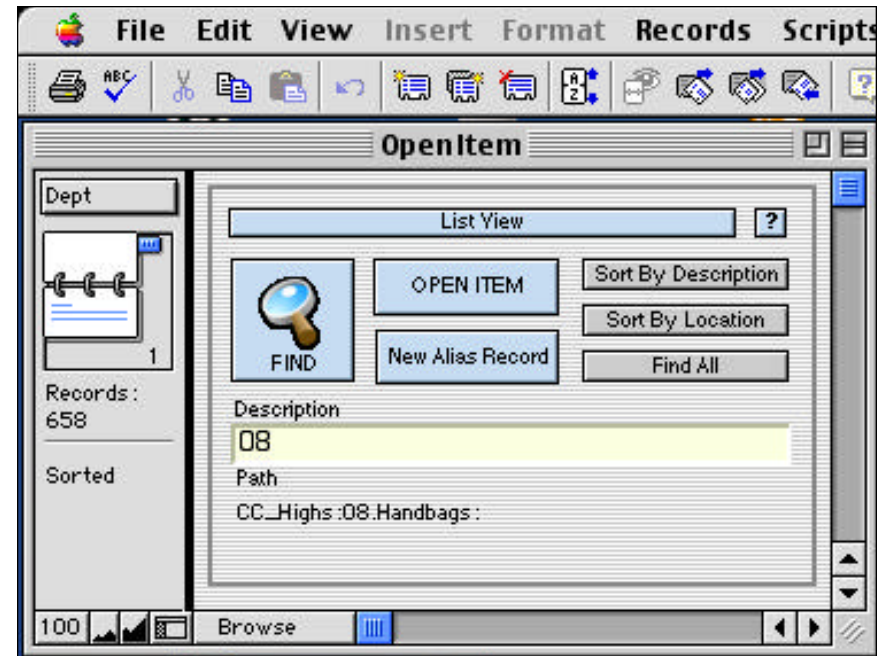 File Edit View Insert Format Records Scripts
ABC
A
Z
?
OpenItem
Dept
List View
?
FIND
OPEN ITEM
Sort By Description
Sort By Location
New Alias Record
Find All
1
Records:
658
Sorted
Description
08
Path
CC_Highs:08.Handbags:
100
Browse